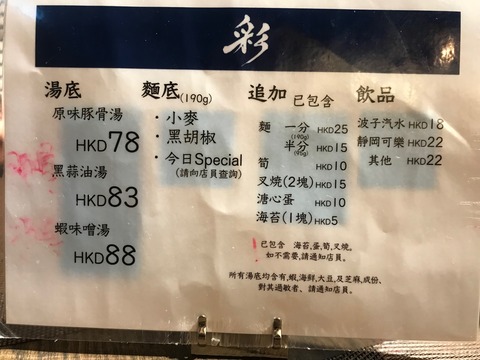 彩
湯底
原味豚骨湯
HKD78
黑蒜油湯
HKD83
蝦味噌湯
HKD88
麵底(190g)
・小麥
・黑胡椒
・今日Special
(請向店員查詢)
追加 已包含
麵 一分 HKD25
(190g)
半分 HKD15
(95g)
筍 HKD10
叉燒(2塊) HKD15
溏心蛋 HKD10
海苔(1塊) HKD5
飲品
波子汽水 HKD18
靜岡可樂 HKD22
其他 HKD22
!已包含 海苔,蛋,筍,叉燒。
如不需要,請通知店員。
所有湯底均含有,蝦,海鮮,大豆,及芝麻,成份、
對其過敏者、請通知店員。